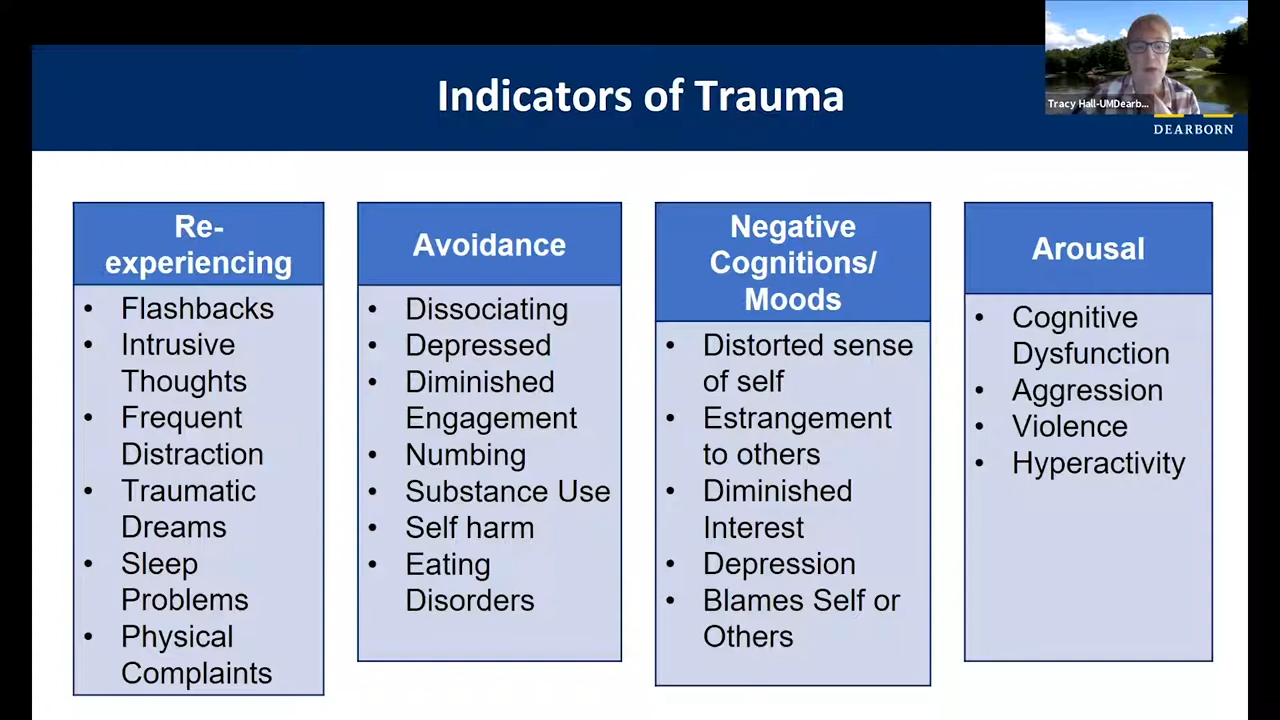 Indicators of Trauma
Tracy Hall-UMDearb...
DEARBORN
Re-
experiencing
• Flashbacks
• Intrusive
Thoughts
• Frequent
Distraction
• Traumatic
Dreams
• Sleep
Problems
• Physical
Complaints
Avoidance
• Dissociating
• Depressed
• Diminished
Engagement
• Numbing
• Substance Use
• Self harm
• Eating
Disorders
Negative
Cognitions/
Moods
• Distorted sense
of self
• Estrangement
to others
• Diminished
Interest
• Depression
• Blames Self or
Others
Arousal
• Cognitive
Dysfunction
• Aggression
• Violence
• Hyperactivity